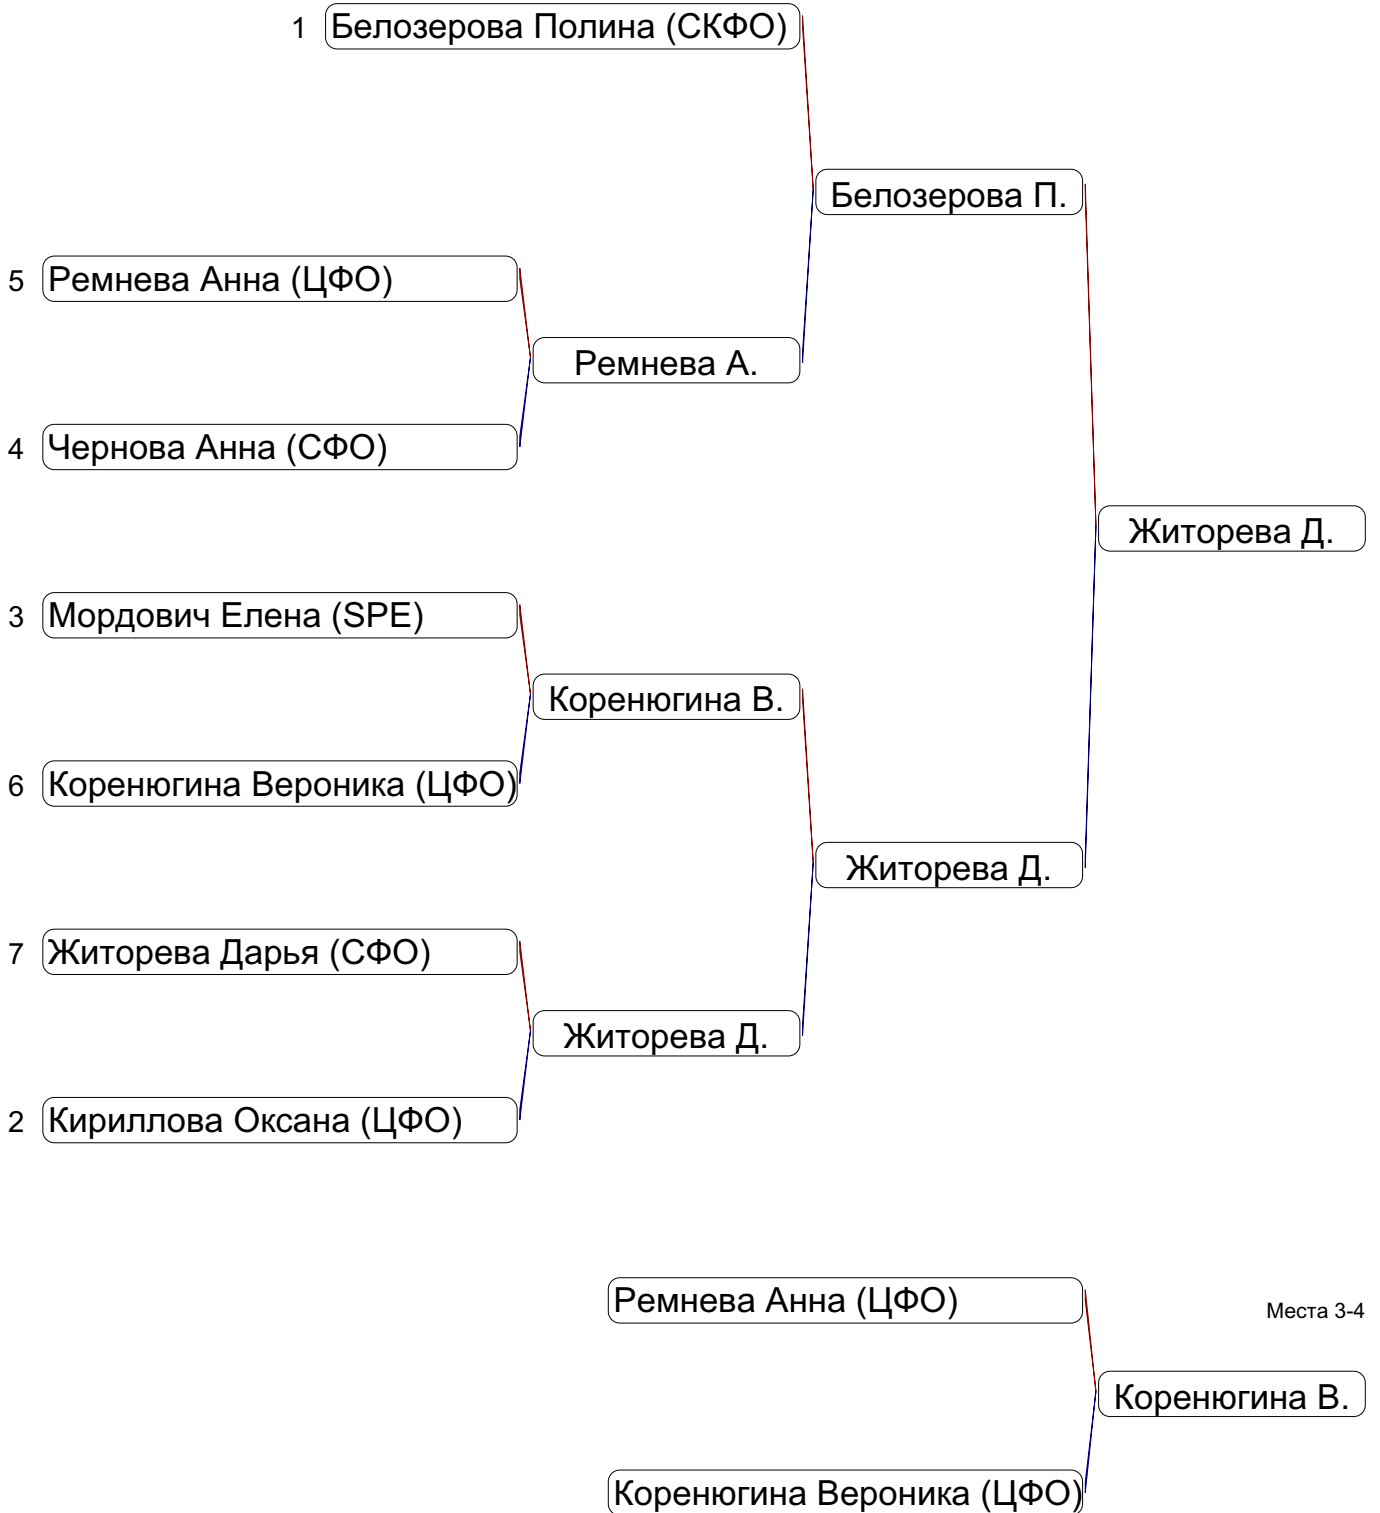 1 Белозерова Полина (СКФО)
Белозерова П.
5 Ремнева Анна (ЦФО)
Ремнева А.
4 Чернова Анна (СФО)
Житорева Д.
3 Мордович Елена (SPE)
Коренюгина В.
6 Коренюгина Вероника (ЦФО)
Житорева Д.
7 Житорева Дарья (СФО)
Житорева Д.
2 Кириллова Оксана (ЦФО)
Ремнева Анна (ЦФО)
Места 3-4
Коренюгина В.
Коренюгина Вероника (ЦФО)